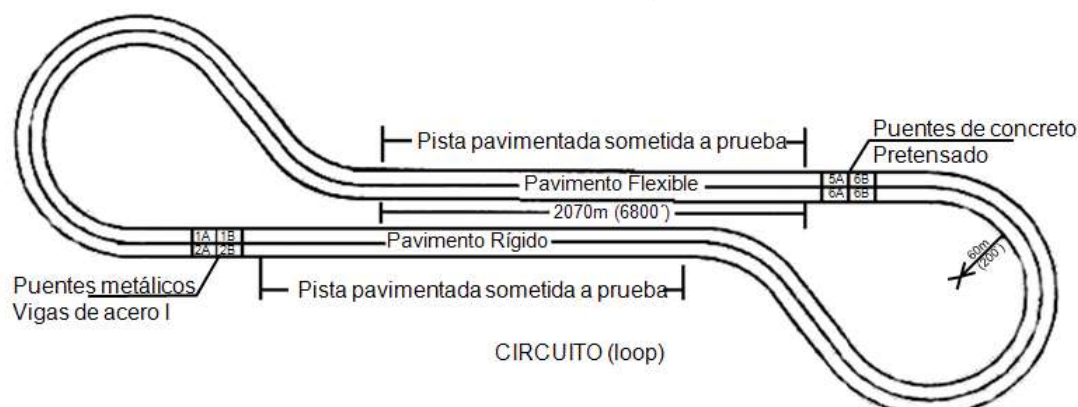 Pista pavimentada sometida a prueba
Puentes de concreto
Pretensado
Pavimento Flexible
5A 6B
6A 6B
2070m (6800´)
1A 1B
2A 2B
Pavimento Rígido
60m
(200´)
Puentes metálicos
Vigas de acero I
Pista pavimentada sometida a prueba
CIRCUITO (loop)